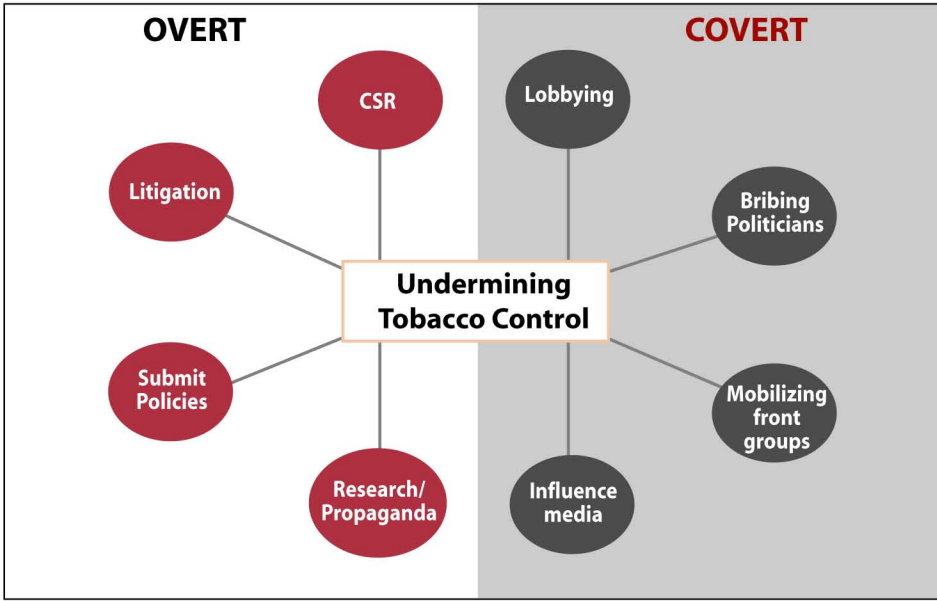 OVERT
COVERT
CSR
Lobbying
Litigation
Bribing
Politicians
Undermining
Tobacco Control
Submit
Policies
Mobilizing
front
groups
Research/
Propaganda
Influence
media